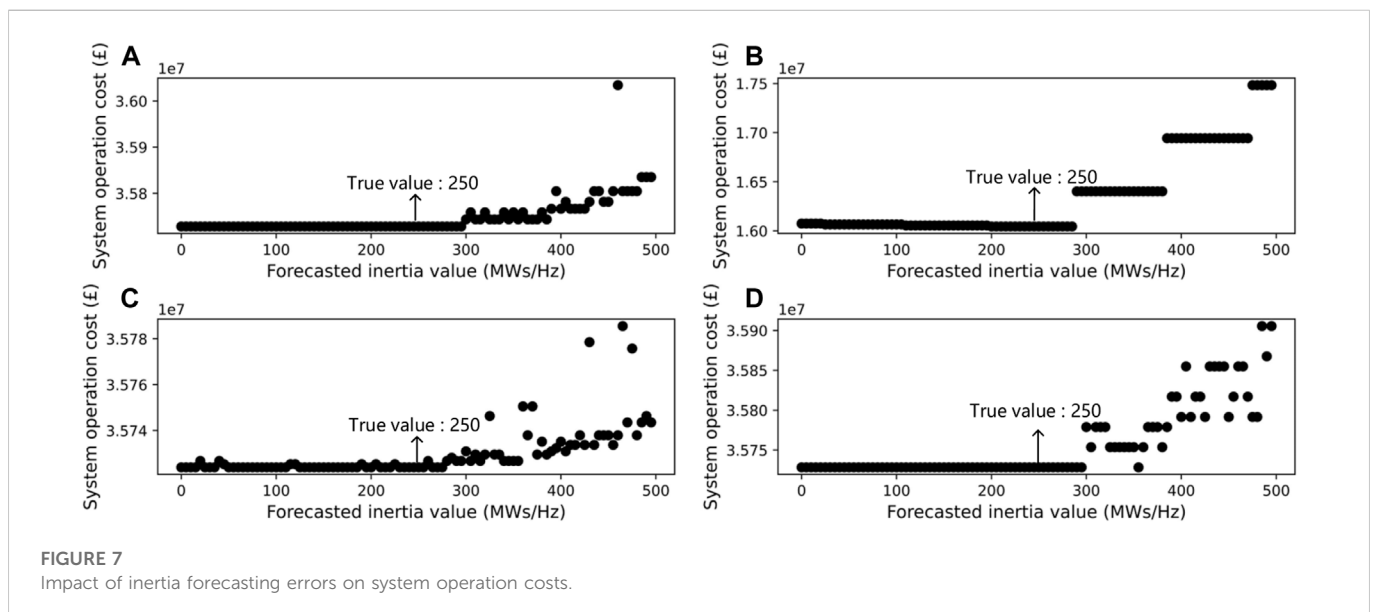 A
System operation cost (£)
1e7
3.60
3.59
3.58
True value : 250
0 100 200 300 400 500
Forecasted inertia value (MWs/Hz)
B
System operation cost (£)
1e7
1.75
1.70
1.65
1.60
True value : 250
0 100 200 300 400 500
Forecasted inertia value (MWs/Hz)
C
System operation cost (£)
1e7
3.578
3.576
3.574
True value : 250
0 100 200 300 400 500
Forecasted inertia value (MWs/Hz)
D
System operation cost (£)
1e7
3.590
3.585
3.580
3.575
True value : 250
0 100 200 300 400 500
Forecasted inertia value (MWs/Hz)
FIGURE 7
Impact of inertia forecasting errors on system operation costs.